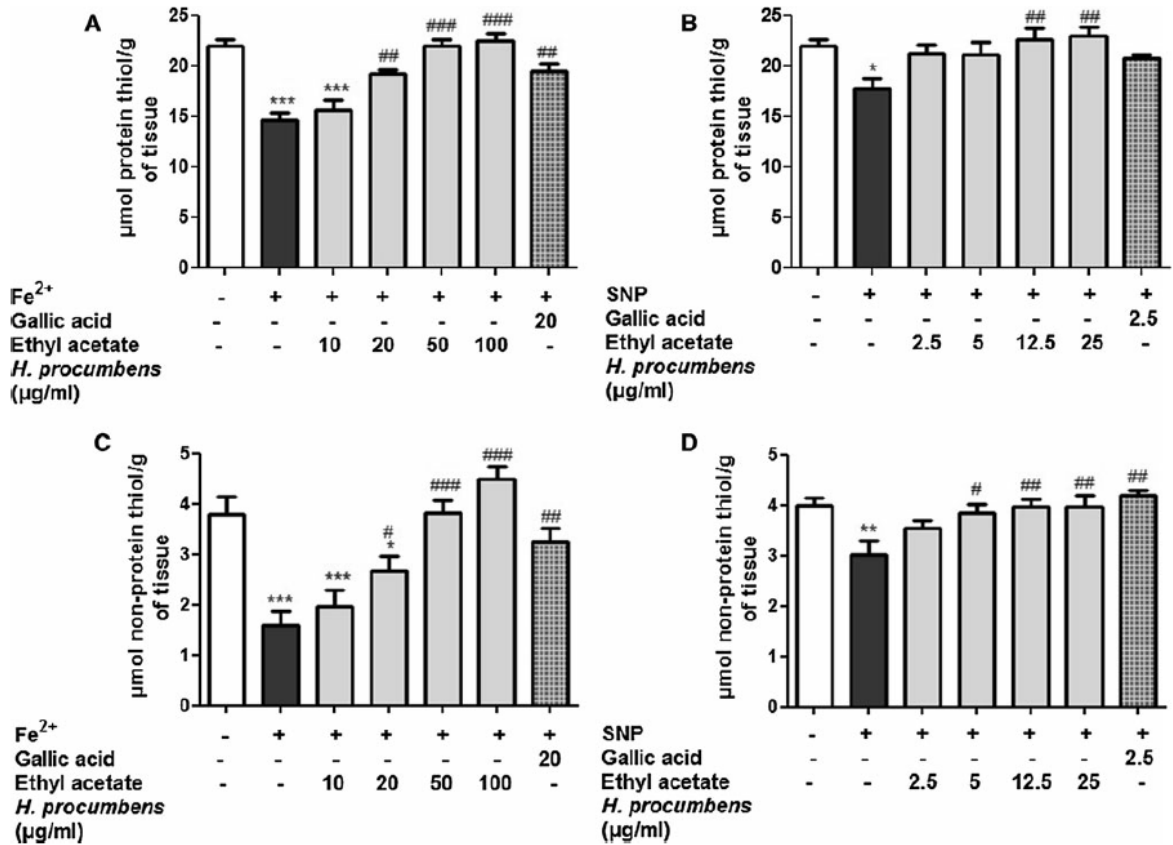 A
µmol protein thiol/g
of tissue
25
20
15
10
5
0
***
***
##
###
###
##
Fe2+ - + + + + + +
Gallic acid - - - - - - 20
Ethyl acetate - - 10 20 50 100 -
H. procumbens
(µg/ml)
B
µmol protein thiol/g
of tissue
25
20
15
10
5
0
*
##
##
SNP - + + + + + +
Gallic acid - - - - - - 2.5
Ethyl acetate - - 2.5 5 12.5 25 -
H. procumbens
(µg/ml)
C
µmol non-protein thiol/g
of tissue
5
4
3
2
1
0
***
***
#
*
###
###
##
Fe2+ - + + + + + +
Gallic acid - - - - - - 20
Ethyl acetate - - 10 20 50 100 -
H. procumbens
(µg/ml)
D
µmol non-protein thiol/g
of tissue
5
4
3
2
1
0
**
#
##
##
##
SNP - + + + + + +
Gallic acid - - - - - - 2.5
Ethyl acetate - - 2.5 5 12.5 25 -
H. procumbens
(µg/ml)